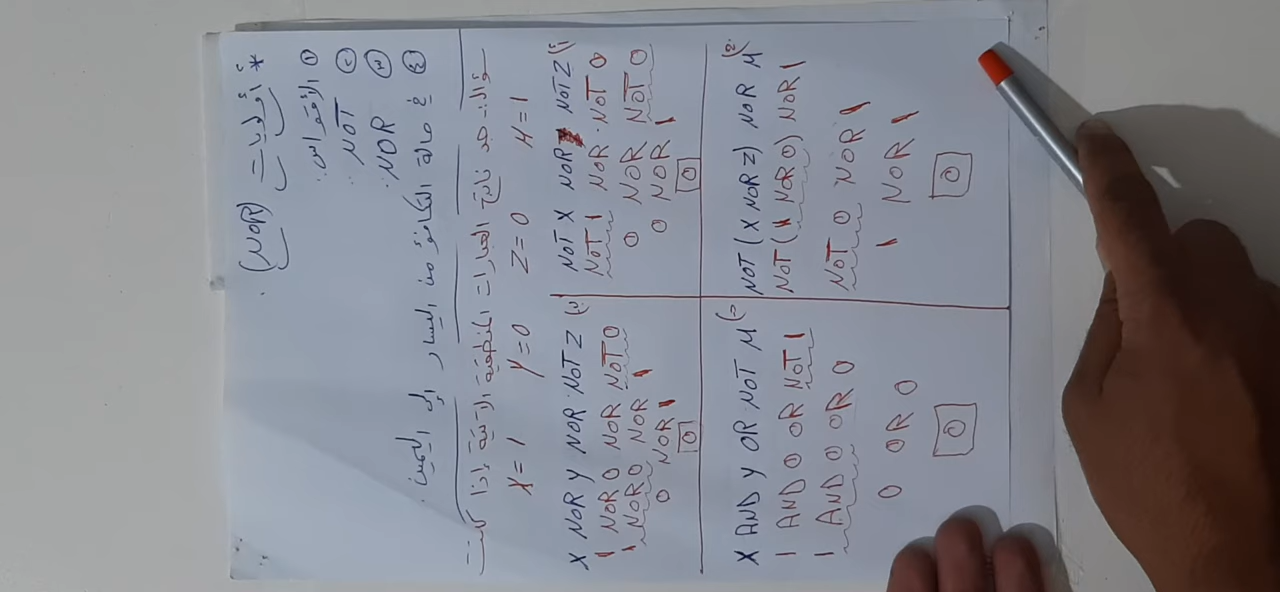 * أولويات (NOR)
① الأقواس.
② NOT
③ NOR.
④ في حالة التكافؤ من اليسار إلى اليمين.
سؤال: جد ناتج العبارات المنطقية الآتية إذا كانت
X=1 Y=0 Z=0 M=1
NOT X NOR NOT Z (أ
NOT 1 NOR NOT 0
0 NOR NOT 0
0 NOR 1
0
X NOR Y NOR NOT Z (ب
1 NOR 0 NOR NOT 0
1 NOR 0 NOR 1
0 NOR 1
0
NOT (X NOR Z) NOR M (ج
NOT (1 NOR 0) NOR 1
NOT 0 NOR 1
1 NOR 1
0
X AND Y OR NOT M (د
1 AND 0 OR NOT 1
1 AND 0 OR 0
0 OR 0
0